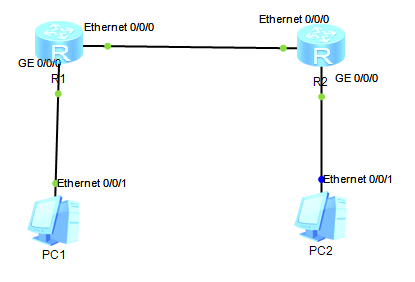 Ethernet 0/0/0
Ethernet 0/0/0
R
R
GE 0/0/0
R1
R2
GE 0/0/0
Ethernet 0/0/1
Ethernet 0/0/1
PC1
PC2